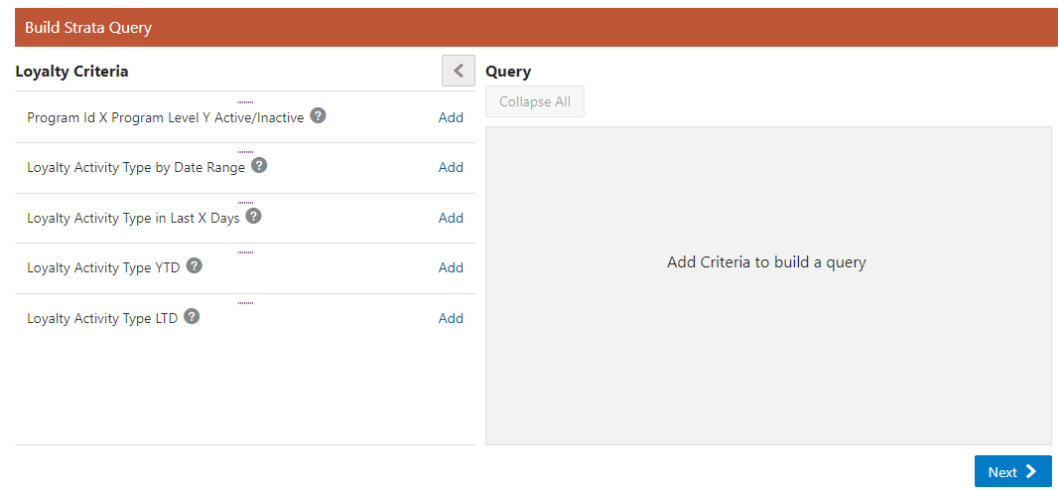 Build Strata Query
Loyalty Criteria
Program Id X Program Level Y Active/Inactive ? Add
Loyalty Activity Type by Date Range ? Add
Loyalty Activity Type in Last X Days ? Add
Loyalty Activity Type YTD ? Add
Loyalty Activity Type LTD ? Add
Query
Collapse All
Add Criteria to build a query
Next